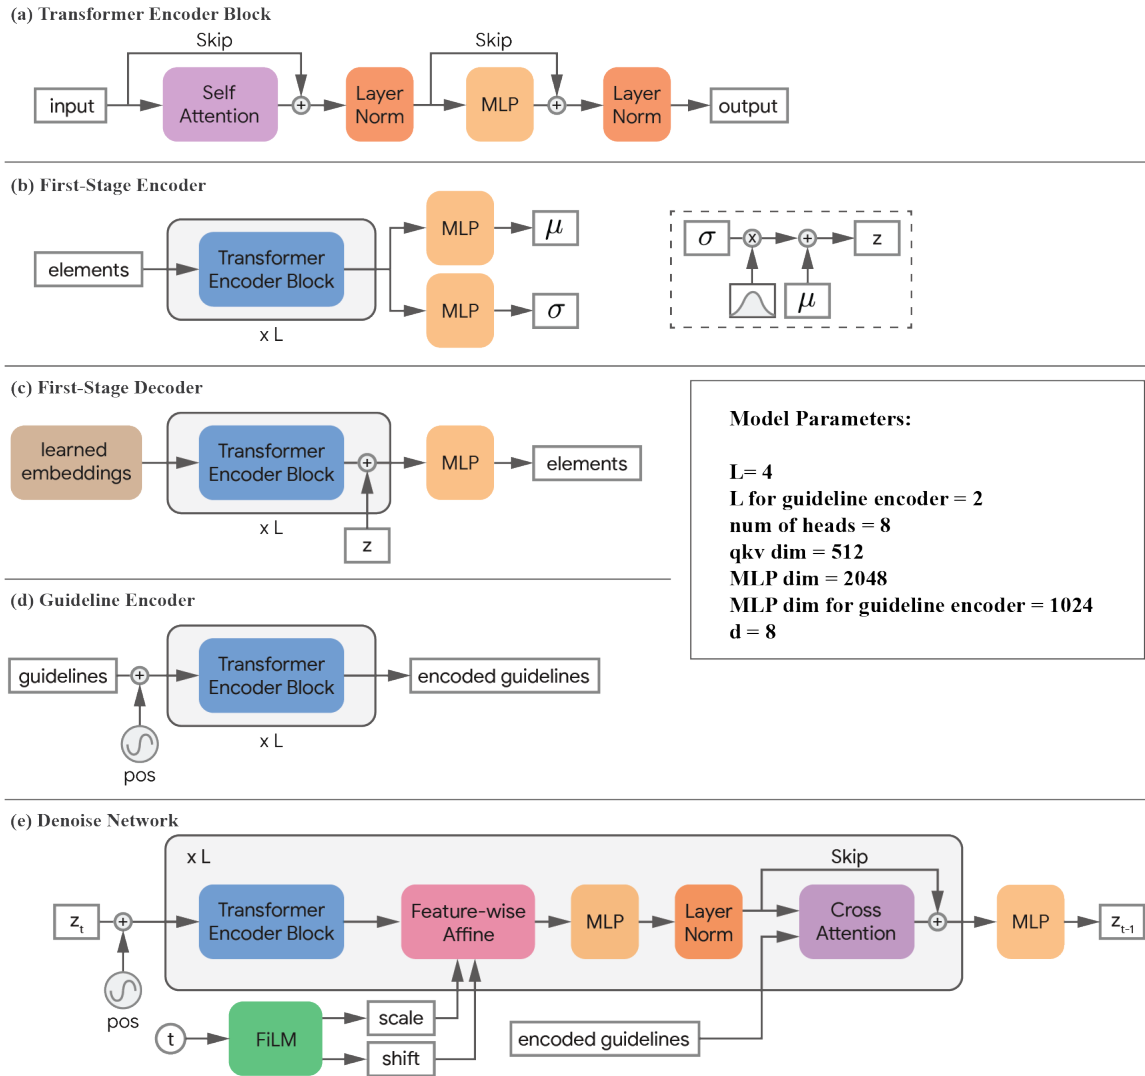 (a) Transformer Encoder Block
Skip
Skip
input
Self
Attention
+
Layer
Norm
MLP
+
Layer
Norm
output
(b) First-Stage Encoder
elements
Transformer
Encoder Block
x L
MLP
μ
MLP
σ
σ
x
+
z
μ
(c) First-Stage Decoder
learned
embeddings
Transformer
Encoder Block
+
x L
z
MLP
elements
Model Parameters:
L= 4
L for guideline encoder = 2
num of heads = 8
qkv dim = 512
MLP dim = 2048
MLP dim for guideline encoder = 1024
d = 8
(d) Guideline Encoder
guidelines
+
pos
Transformer
Encoder Block
x L
encoded guidelines
(e) Denoise Network
x L
Skip
zt
+
pos
Transformer
Encoder Block
Feature-wise
Affine
MLP
Layer
Norm
Cross
Attention
+
MLP
zt-1
t
FiLM
scale
shift
encoded guidelines